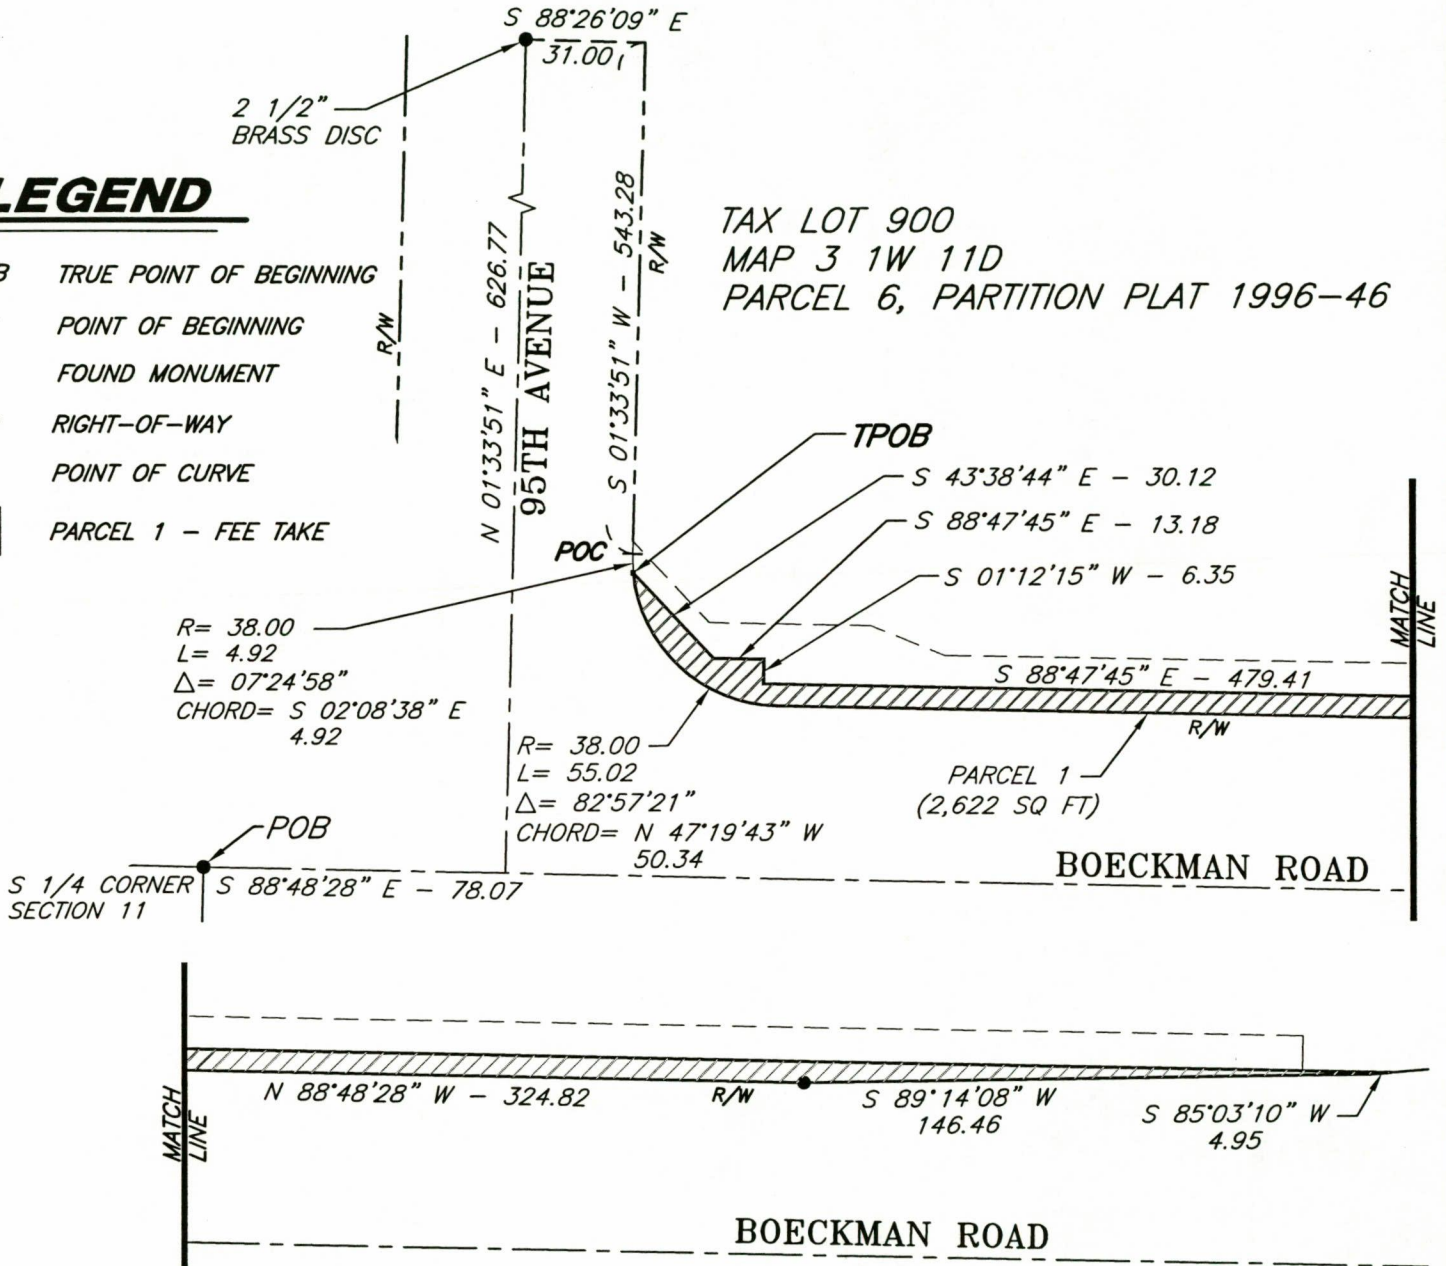 S 88°26'09" E
31.00
2 1/2"
BRASS DISC
LEGEND
B TRUE POINT OF BEGINNING
POINT OF BEGINNING
FOUND MONUMENT
RIGHT-OF-WAY
POINT OF CURVE
PARCEL 1 - FEE TAKE
R/W
N 01°33'51" E - 626.77
95TH AVENUE
S 01°33'51" W - 543.28
R/W
TAX LOT 900
MAP 3 1W 11D
PARCEL 6, PARTITION PLAT 1996-46
TPOB
S 43°38'44" E - 30.12
S 88°47'45" E - 13.18
S 01°12'15" W - 6.35
POC
MATCH
LINE
R= 38.00
L= 4.92
Δ= 07°24'58"
CHORD= S 02°08'38" E
4.92
S 88°47'45" E - 479.41
R/W
R= 38.00
L= 55.02
Δ= 82°57'21"
CHORD= N 47°19'43" W
50.34
PARCEL 1
(2,622 SQ FT)
POB
BOECKMAN ROAD
S 1/4 CORNER
SECTION 11
S 88°48'28" E - 78.07
MATCH
LINE
N 88°48'28" W - 324.82
R/W
S 89°14'08" W
146.46
S 85°03'10" W
4.95
BOECKMAN ROAD